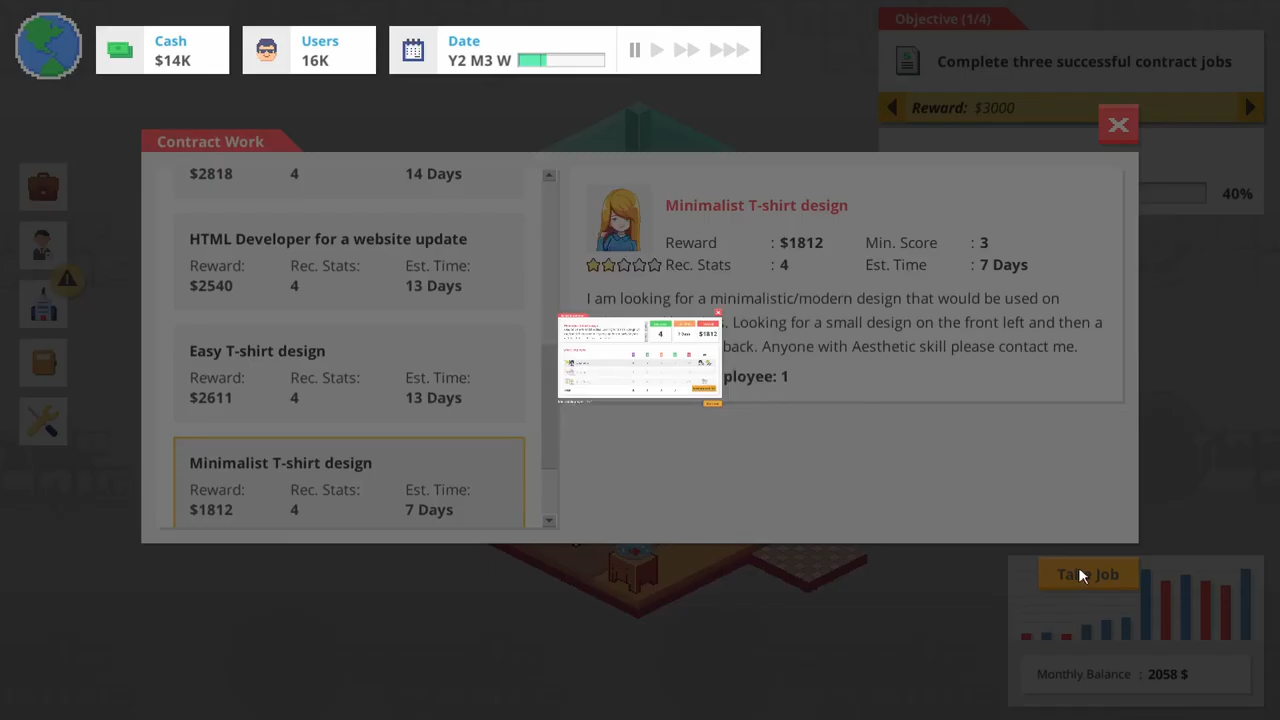 Cash
$14K
Users
16K
Date
Y2 M3 W
Objective (1/4)
Complete three successful contract jobs
Reward: $3000
40%
Contract Work
$2818 4 14 Days
HTML Developer for a website update
Reward: Rec. Stats: Est. Time:
$2540 4 13 Days
Easy T-shirt design
Reward: Rec. Stats: Est. Time:
$2611 4 13 Days
Minimalist T-shirt design
Reward: Rec. Stats: Est. Time:
$1812 4 7 Days
Minimalist T-shirt design
Reward : $1812 Min. Score : 3
Rec. Stats : 4 Est. Time : 7 Days
I am looking for a minimalistic/modern design that would be used on
. Looking for a small design on the front left and then a
back. Anyone with Aesthetic skill please contact me.
ployee: 1
4 7 Days $1812
Job
Monthly Balance : 2058 $